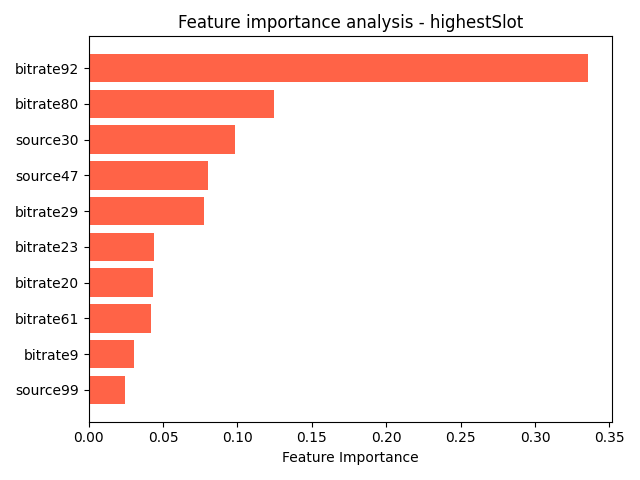 Feature importance analysis - highestSlot
bitrate92
bitrate80
source30
source47
bitrate29
bitrate23
bitrate20
bitrate61
bitrate9
source99
0.00 0.05 0.10 0.15 0.20 0.25 0.30 0.35
Feature Importance